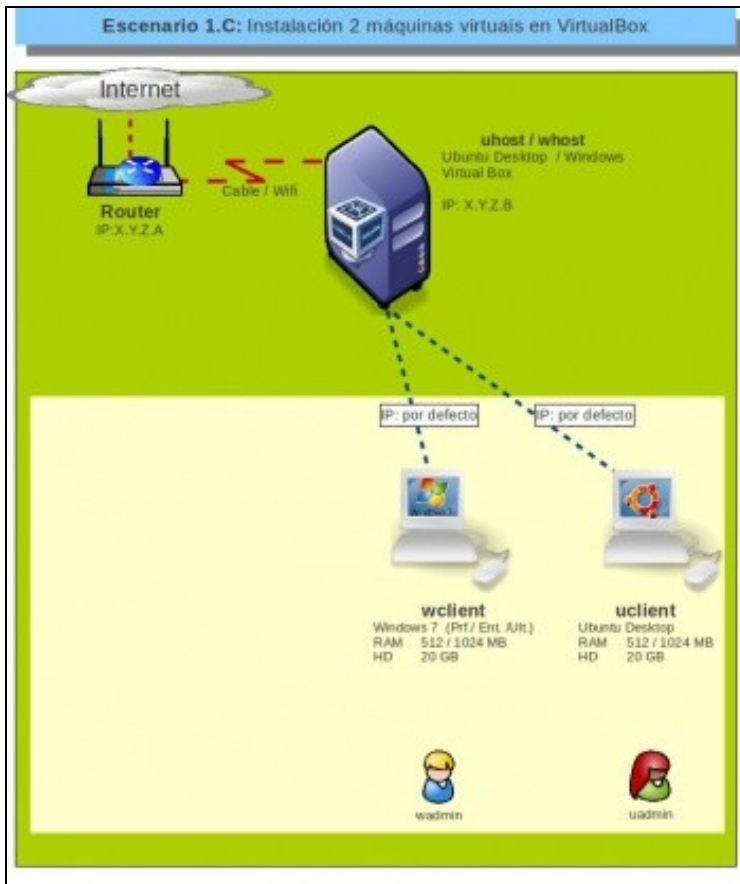 Escenario 1.C: Instalación 2 máquinas virtuais en VirtualBox
Internet
Router
IP:X.Y.Z.A
Cable / Wifi
uhost / whost
Ubuntu Desktop / Windows
Virtual Box
IP: X.Y.Z.B
IP: por defecto
IP: por defecto
Windows 7
wclient
Windows 7 (Prf./ Ent. /Ult.)
RAM 512 / 1024 MB
HD 20 GB
uclient
Ubuntu Desktop
RAM 512 / 1024 MB
HD 20 GB
wadmin
uadmin